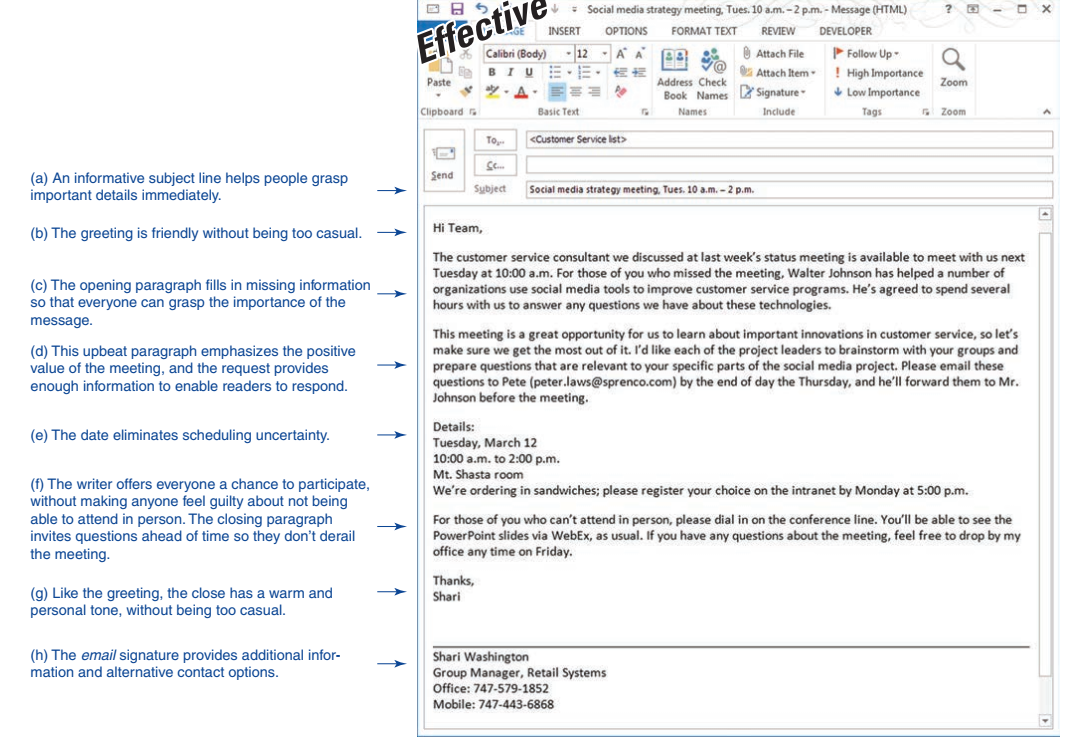 Effective
Social media strategy meeting, Tues. 10 a.m. – 2 p.m. - Message (HTML)
INSERT OPTIONS FORMAT TEXT REVIEW DEVELOPER
Calibri (Body) 12 A A
Attach File
Follow Up
B I U
Attach Item
High Importance
Paste
Address Book
Check Names
Signature
Low Importance
Zoom
Clipboard Basic Text Names Include Tags Zoom
To...
<Customer Service list>
Cc...
Send
Subject
Social media strategy meeting, Tues. 10 a.m. – 2 p.m.
(a) An informative subject line helps people grasp
important details immediately.
(b) The greeting is friendly without being too casual.
(c) The opening paragraph fills in missing information
so that everyone can grasp the importance of the
message.
(d) This upbeat paragraph emphasizes the positive
value of the meeting, and the request provides
enough information to enable readers to respond.
(e) The date eliminates scheduling uncertainty.
(f) The writer offers everyone a chance to participate,
without making anyone feel guilty about not being
able to attend in person. The closing paragraph
invites questions ahead of time so they don’t derail
the meeting.
(g) Like the greeting, the close has a warm and
personal tone, without being too casual.
(h) The email signature provides additional infor-
mation and alternative contact options.
Hi Team,
The customer service consultant we discussed at last week’s status meeting is available to meet with us next
Tuesday at 10:00 a.m. For those of you who missed the meeting, Walter Johnson has helped a number of
organizations use social media tools to improve customer service programs. He’s agreed to spend several
hours with us to answer any questions we have about these technologies.
This meeting is a great opportunity for us to learn about important innovations in customer service, so let’s
make sure we get the most out of it. I’d like each of the project leaders to brainstorm with your groups and
prepare questions that are relevant to your specific parts of the social media project. Please email these
questions to Pete (peter.laws@sprenco.com) by the end of day the Thursday, and he’ll forward them to Mr.
Johnson before the meeting.
Details:
Tuesday, March 12
10:00 a.m. to 2:00 p.m.
Mt. Shasta room
We’re ordering in sandwiches; please register your choice on the intranet by Monday at 5:00 p.m.
For those of you who can’t attend in person, please dial in on the conference line. You’ll be able to see the
PowerPoint slides via WebEx, as usual. If you have any questions about the meeting, feel free to drop by my
office any time on Friday.
Thanks,
Shari
Shari Washington
Group Manager, Retail Systems
Office: 747-579-1852
Mobile: 747-443-6868